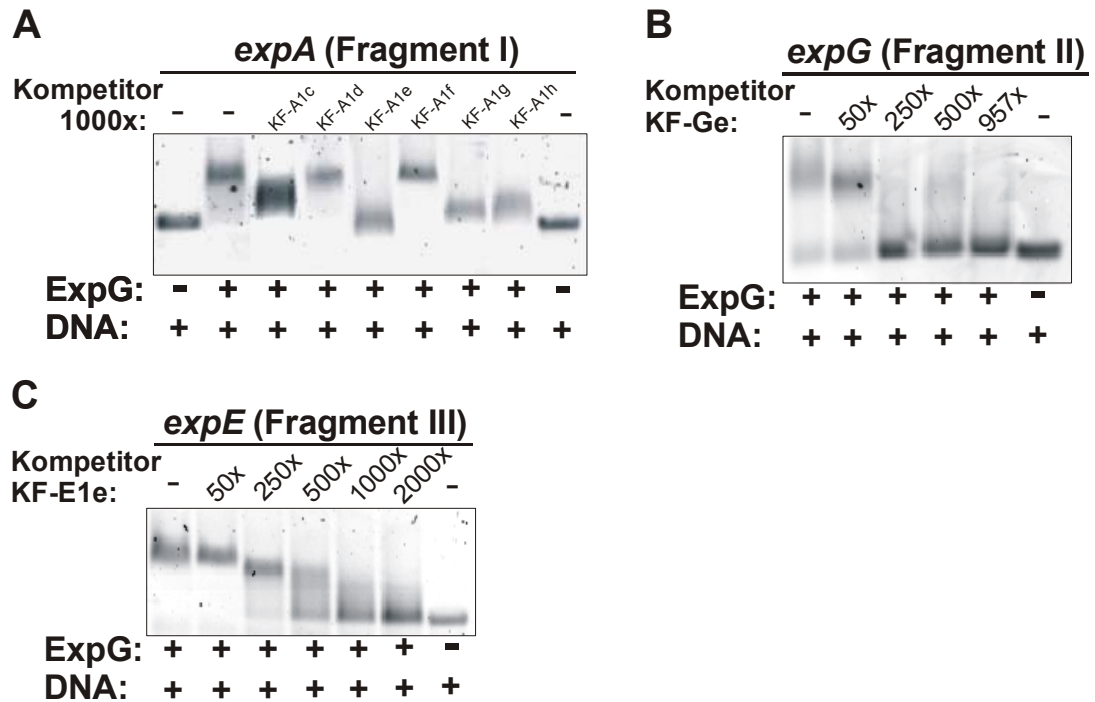 A
expA (Fragment I)
Kompetitor
1000x: - - KF-A1c KF-A1d KF-A1e KF-A1f KF-A1g KF-A1h -
ExpG: - + + + + + + + -
DNA: + + + + + + + + +
B
expG (Fragment II)
Kompetitor
KF-Ge: - 50x 250x 500x 957x -
ExpG: + + + + + -
DNA: + + + + + +
C
expE (Fragment III)
Kompetitor
KF-E1e: - 50x 250x 500x 1000x 2000x -
ExpG: + + + + + + -
DNA: + + + + + + +